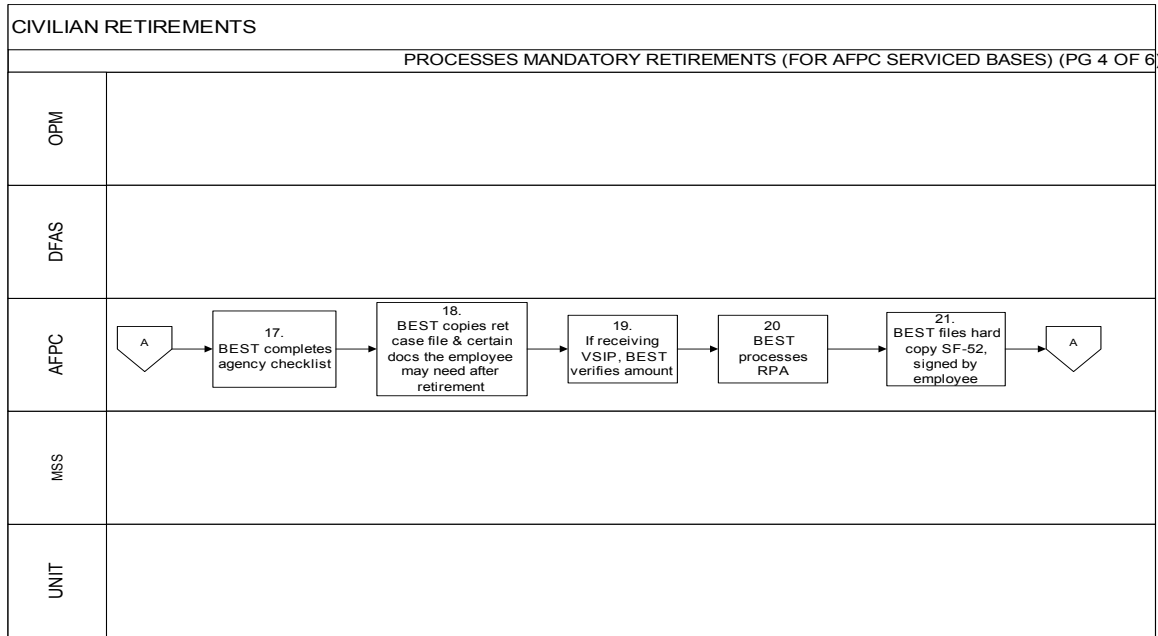 CIVILIAN RETIREMENTS
PROCESSES MANDATORY RETIREMENTS (FOR AFPC SERVICED BASES) (PG 4 OF 6)
OPM
DFAS
AFPC
A
17.
BEST completes
agency checklist
18.
BEST copies ret
case file & certain
docs the employee
may need after
retirement
19.
If receiving
VSIP, BEST
verifies amount
20
BEST
processes
RPA
21.
BEST files hard
copy SF-52,
signed by
employee
A
MSS
UNIT